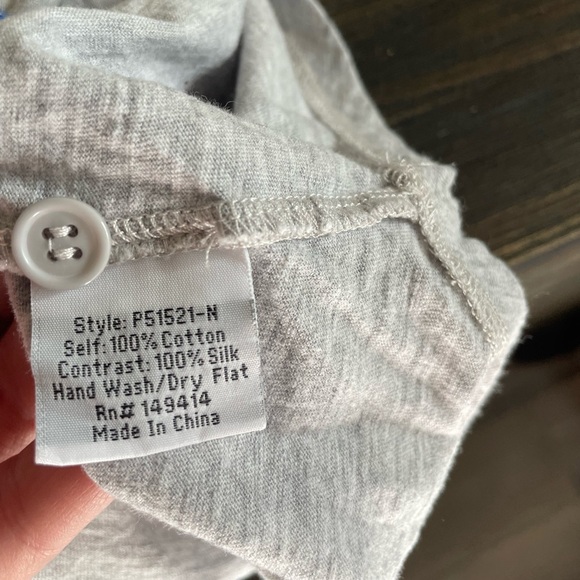 Style: P51521-N
Self: 100% Cotton
Contrast: 100% Silk
Hand Wash/Dry Flat
Rn# 149414
Made In China